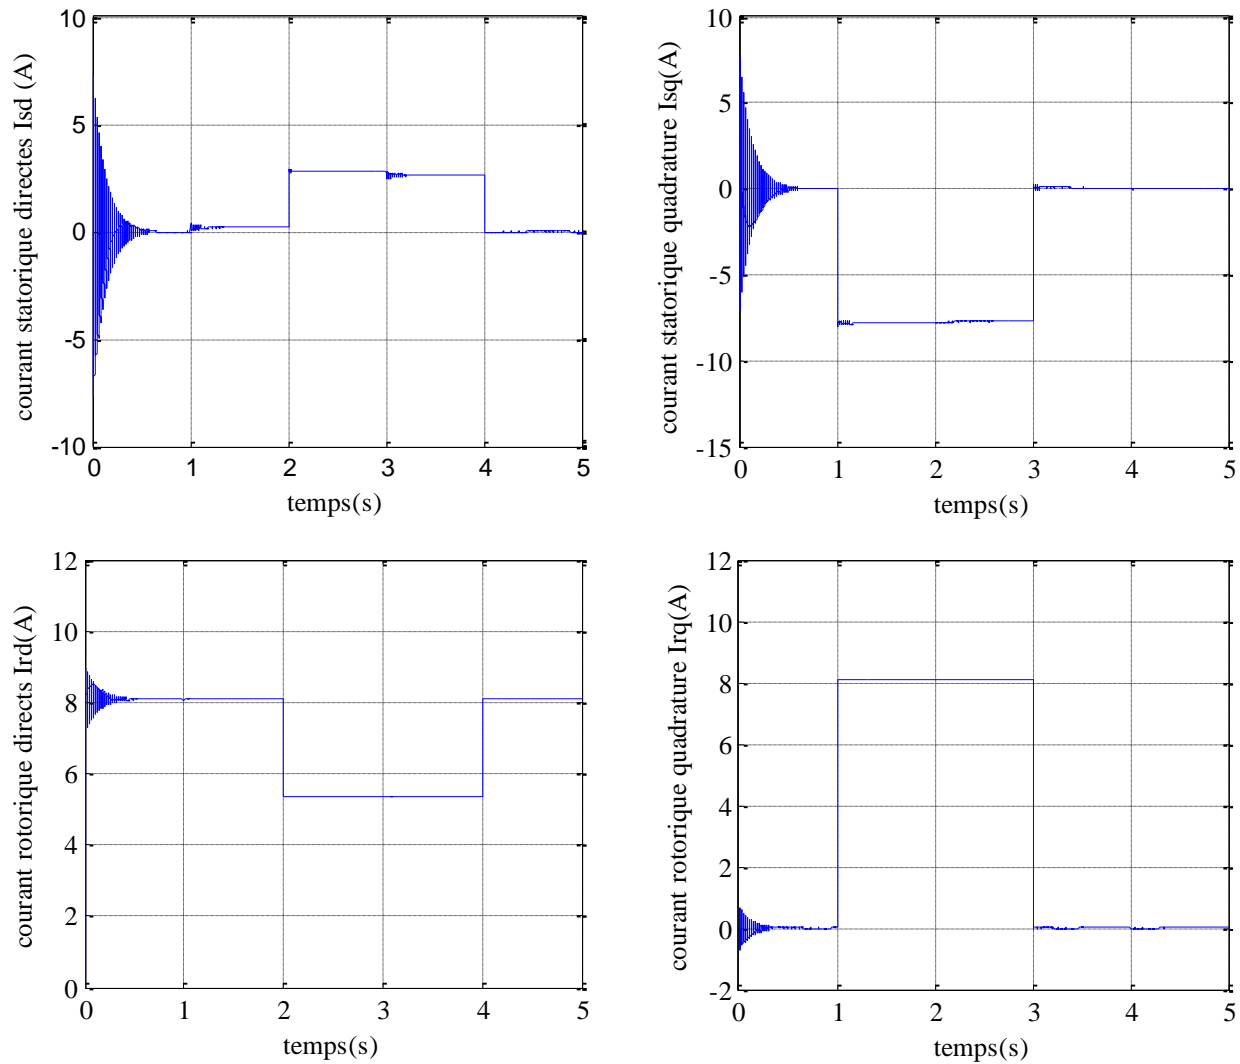 courant statorique directes Isd (A)
10
5
0
-5
-10
0 1 2 3 4 5
temps(s)
courant statorique quadrature Isq(A)
10
5
0
-5
-10
-15
0 1 2 3 4 5
temps(s)
courant rotorique directs Ird(A)
12
10
8
6
4
2
0
0 1 2 3 4 5
temps(s)
courant rotorique quadrature Irq(A)
12
10
8
6
4
2
0
-2
0 1 2 3 4 5
temps(s)